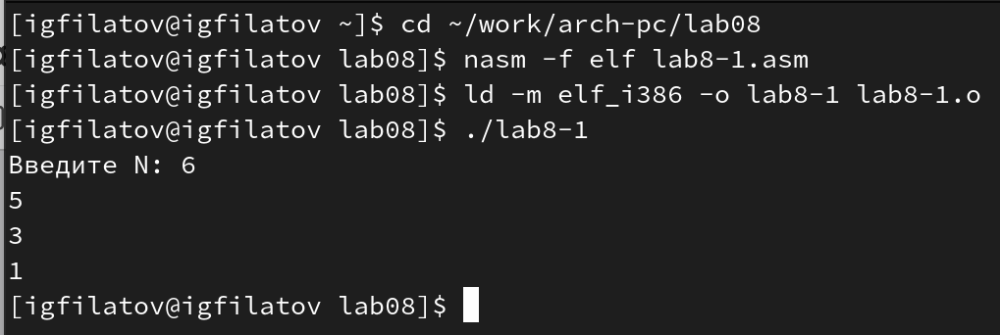 [igfilatov@igfilatov ~]$ cd ~/work/arch-pc/lab08
[igfilatov@igfilatov lab08]$ nasm -f elf lab8-1.asm
[igfilatov@igfilatov lab08]$ ld -m elf_i386 -o lab8-1 lab8-1.o
[igfilatov@igfilatov lab08]$ ./lab8-1
Введите N: 6
5
3
1
[igfilatov@igfilatov lab08]$